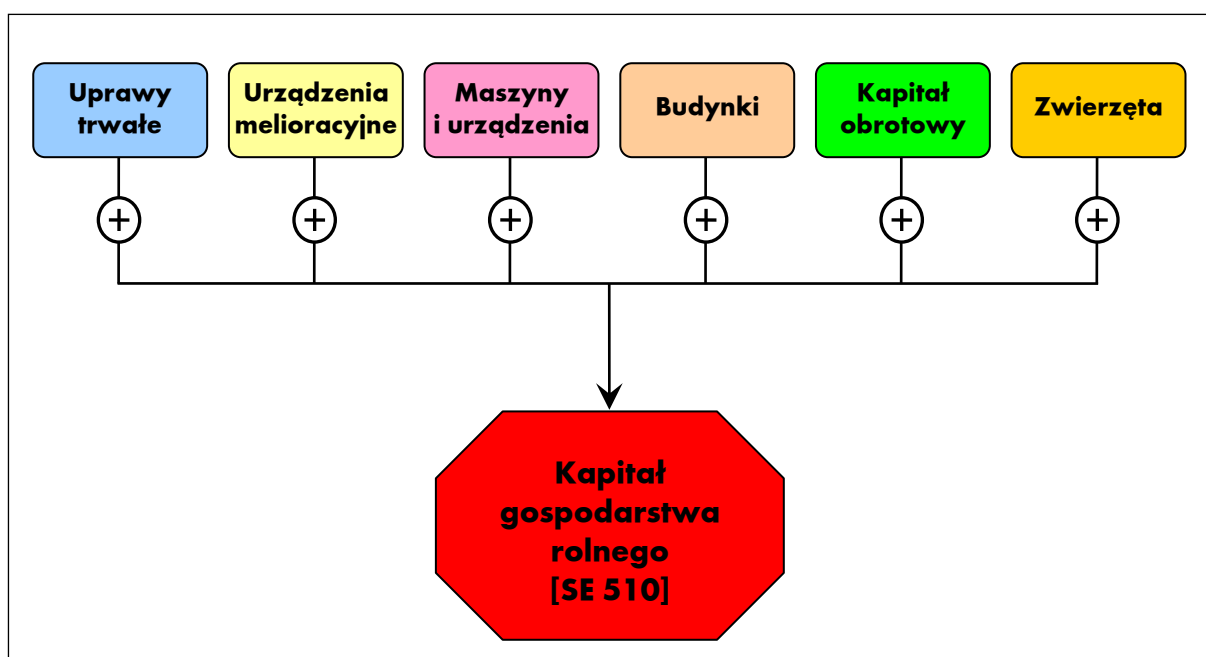 Uprawy
trwałe
Urządzenia
melioracyjne
Maszyny
i urządzenia
Budynki
Kapitał
obrotowy
Zwierzęta
+
+
+
+
+
+
Kapitał
gospodarstwa
rolnego
[SE 510]